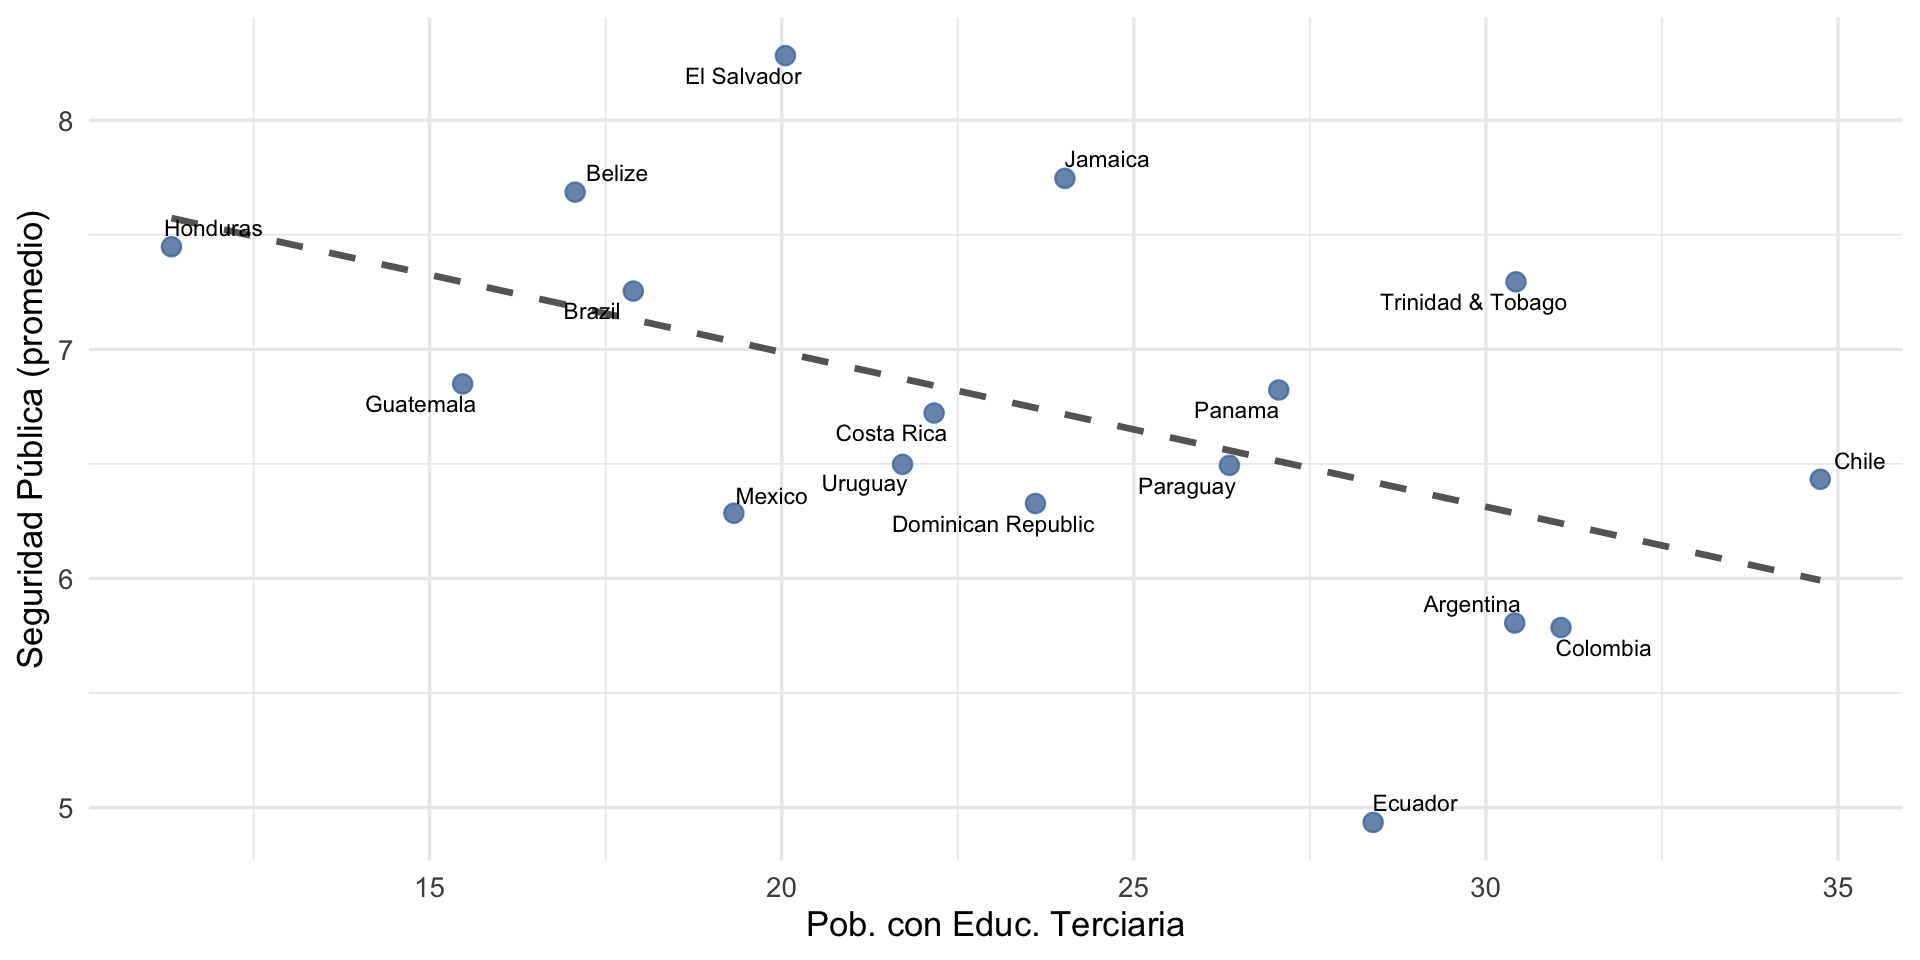 El Salvador
8
Jamaica
Belize
Honduras
Trinidad & Tobago
Brazil
7
Guatemala
Panama
Costa Rica
Chile
Uruguay
Paraguay
Mexico
Dominican Republic
6
Argentina
Colombia
Ecuador
5
Seguridad Pública (promedio)
15 20 25 30 35
Pob. con Educ. Terciaria